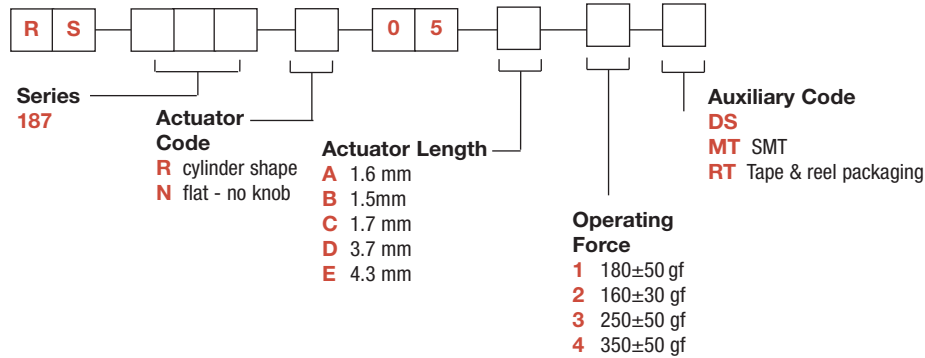 R S 0 5
Series
187
Actuator
Code
R cylinder shape
N flat - no knob
Actuator Length
A 1.6 mm
B 1.5mm
C 1.7 mm
D 3.7 mm
E 4.3 mm
Operating
Force
1 180±50 gf
2 160±30 gf
3 250±50 gf
4 350±50 gf
Auxiliary Code
DS
MT SMT
RT Tape & reel packaging